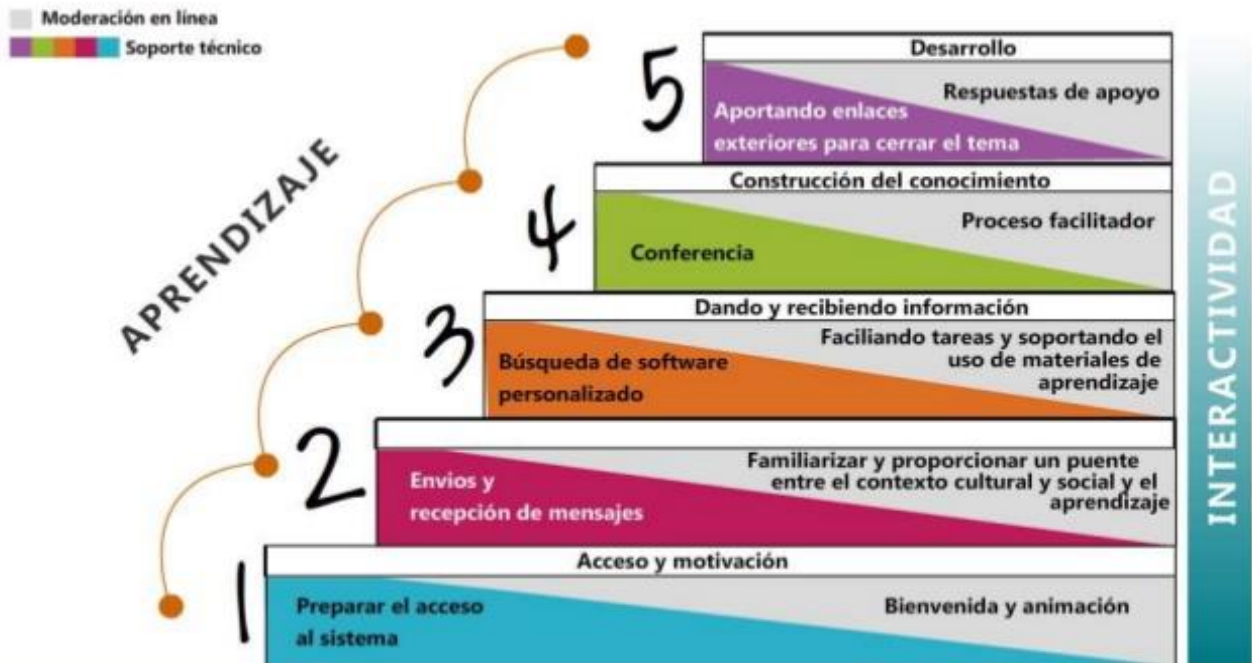 Moderación en línea
Soporte técnico
APRENDIZAJE
INTERACTIVIDAD
5
Desarrollo
Respuestas de apoyo
Aportando enlaces
exteriores para cerrar el tema
4
Construcción del conocimiento
Proceso facilitador
Conferencia
3
Dando y recibiendo información
Faciliando tareas y soportando el
uso de materiales de
aprendizaje
Búsqueda de software
personalizado
2
Familiarizar y proporcionar un puente
entre el contexto cultural y social y el
aprendizaje
Envios y
recepción de mensajes
1
Acceso y motivación
Preparar el acceso
al sistema
Bienvenida y animación